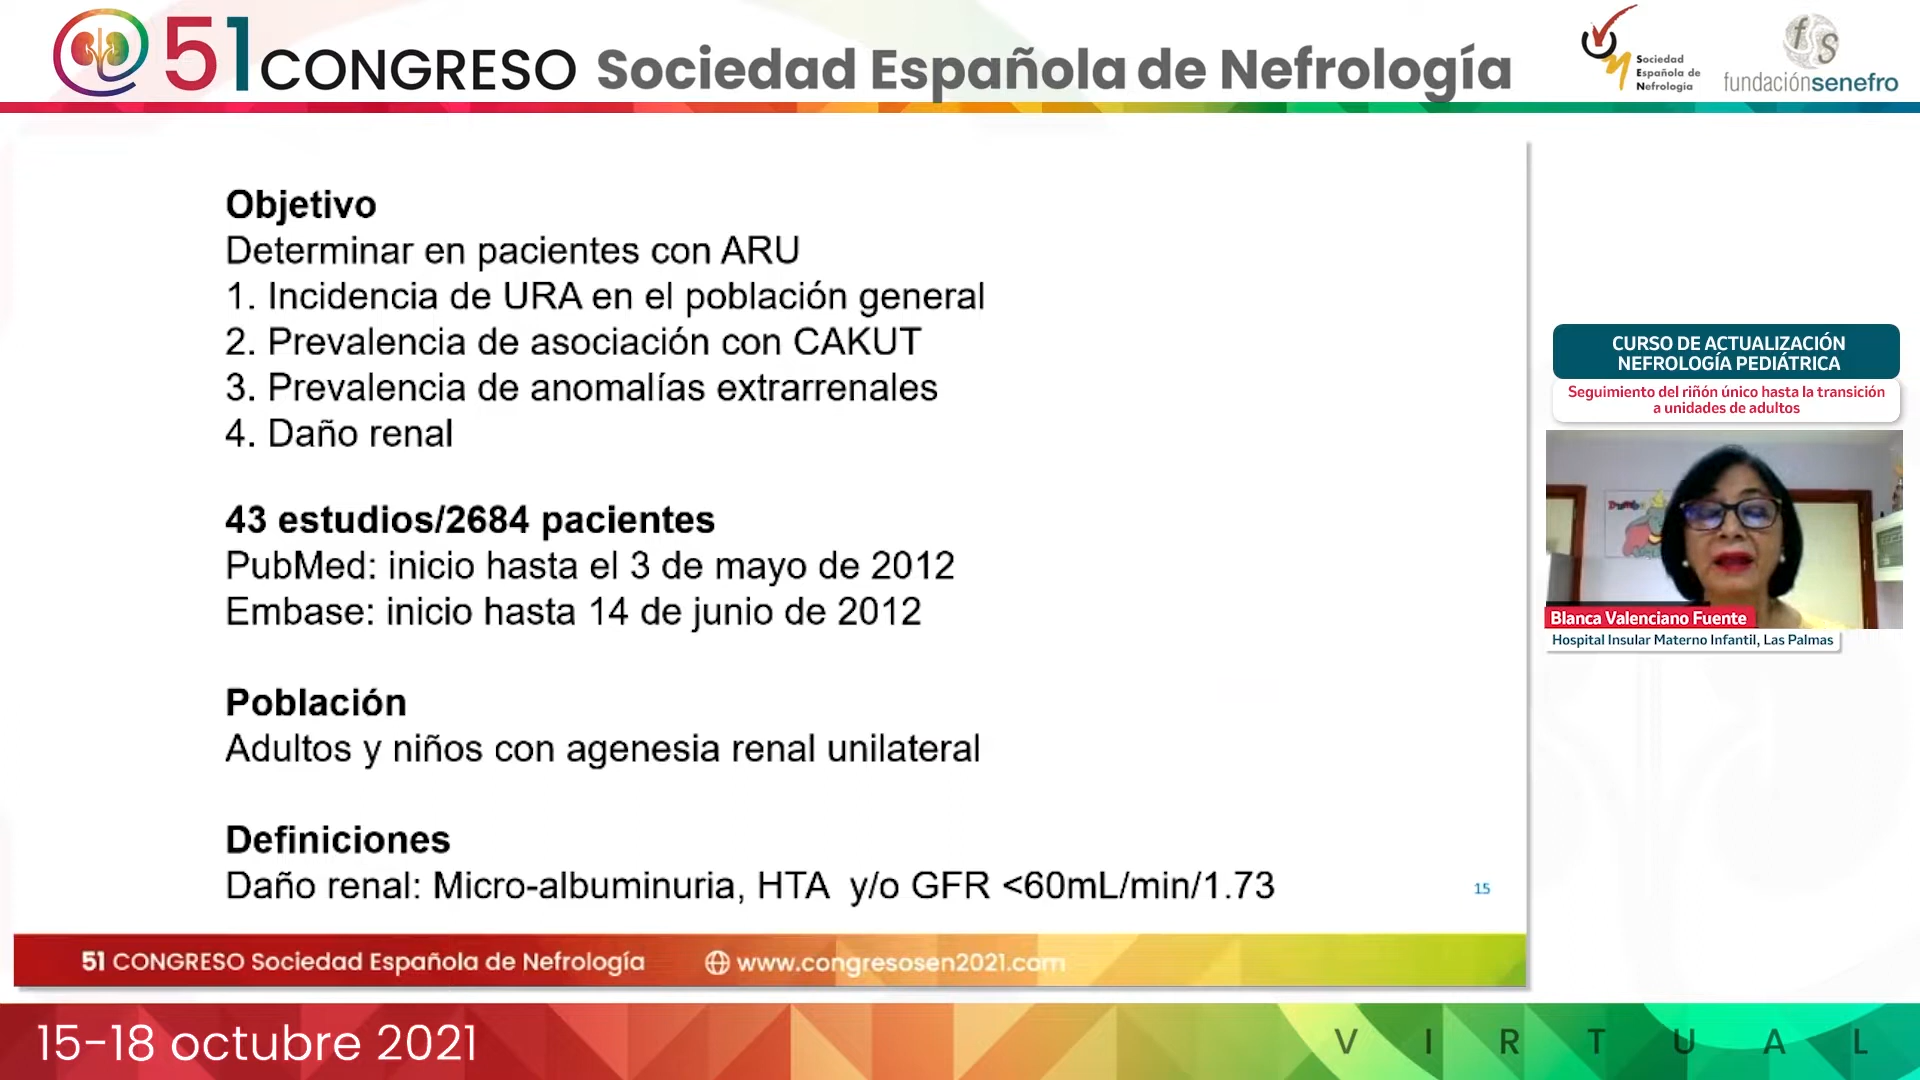 51 CONGRESO Sociedad Española de Nefrología
Sociedad
Española de
Nefrología
fundaciónsenefro
Objetivo
Determinar en pacientes con ARU
1. Incidencia de URA en el población general
2. Prevalencia de asociación con CAKUT
3. Prevalencia de anomalías extrarrenales
4. Daño renal
43 estudios/2684 pacientes
PubMed: inicio hasta el 3 de mayo de 2012
Embase: inicio hasta 14 de junio de 2012
Población
Adultos y niños con agenesia renal unilateral
Definiciones
Daño renal: Micro-albuminuria, HTA y/o GFR <60mL/min/1.73
15
51 CONGRESO Sociedad Española de Nefrología
www.congresosen2021.com
CURSO DE ACTUALIZACIÓN
NEFROLOGÍA PEDIÁTRICA
Seguimiento del riñón único hasta la transición
a unidades de adultos
Blanca Valenciano Fuente
Hospital Insular Materno Infantil, Las Palmas
15-18 octubre 2021
VIRTUAL